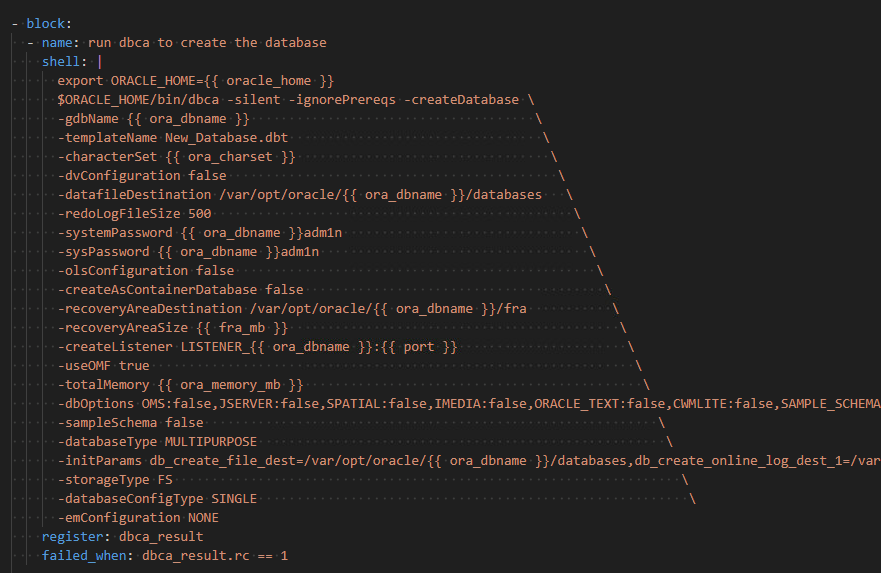 - block:
- name: run dbca to create the database
shell: |
export ORACLE_HOME={{ oracle_home }}
$ORACLE_HOME/bin/dbca -silent -ignorePrereqs -createDatabase \
-gdbName {{ ora_dbname }} \
-templateName New_Database.dbt \
-characterSet {{ ora_charset }} \
-dvConfiguration false \
-datafileDestination /var/opt/oracle/{{ ora_dbname }}/databases \
-redoLogFileSize 500 \
-systemPassword {{ ora_dbname }}adm1n \
-sysPassword {{ ora_dbname }}adm1n \
-olsConfiguration false \
-createAsContainerDatabase false \
-recoveryAreaDestination /var/opt/oracle/{{ ora_dbname }}/fra \
-recoveryAreaSize {{ fra_mb }} \
-createListener LISTENER_{{ ora_dbname }}:{{ port }} \
-useOMF true \
-totalMemory {{ ora_memory_mb }} \
-dbOptions OMS:false,JSERVER:false,SPATIAL:false,IMEDIA:false,ORACLE_TEXT:false,CWMLITE:false,SAMPLE_SCHEMA
-sampleSchema false \
-databaseType MULTIPURPOSE \
-initParams db_create_file_dest=/var/opt/oracle/{{ ora_dbname }}/databases,db_create_online_log_dest_1=/var
-storageType FS \
-databaseConfigType SINGLE \
-emConfiguration NONE
register: dbca_result
failed_when: dbca_result.rc == 1